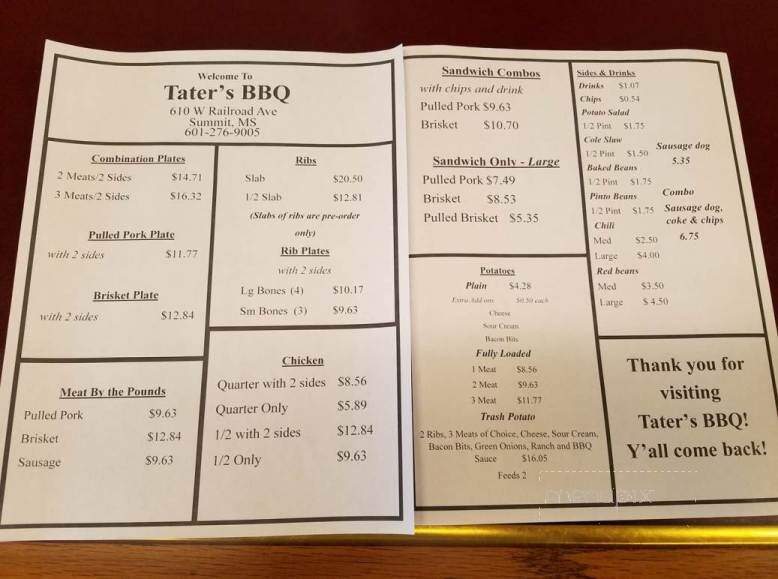 Welcome To
Tater's BBQ
610 W Railroad Ave
Summit, MS
601-276-9005
Combination Plates
2 Meats/2 Sides $14.71
3 Meats/2 Sides $16.32
Pulled Pork Plate
with 2 sides $11.77
Brisket Plate
with 2 sides $12.84
Meat By the Pounds
Pulled Pork $9.63
Brisket $12.84
Sausage $9.63
Ribs
Slab $20.50
1/2 Slab $12.81
(Slabs of ribs are pre-order
only)
Rib Plates
with 2 sides
Lg Bones (4) $10.17
Sm Bones (3) $9.63
Chicken
Quarter with 2 sides $8.56
Quarter Only $5.89
1/2 with 2 sides $12.84
1/2 Only $9.63
Sandwich Combos
with chips and drink
Pulled Pork $9.63
Brisket $10.70
Sandwich Only - Large
Pulled Pork $7.49
Brisket $8.53
Pulled Brisket $5.35
Potatoes
Plain $4.28
Extra Add ons $0.50 each
Cheese
Sour Cream
Bacon Bits
Fully Loaded
1 Meat $8.56
2 Meat $9.63
3 Meat $11.77
Trash Potato
2 Ribs, 3 Meats of Choice, Cheese, Sour Cream,
Bacon Bits, Green Onions, Ranch and BBQ
Sauce $16.05
Feeds 2
Sides & Drinks
Drinks $1.07
Chips $0.54
Potato Salad
1/2 Pint $1.75
Cole Slaw
1/2 Pint $1.50
Baked Beans
1/2 Pint $1.75
Pinto Beans
1/2 Pint $1.75
Chili
Med $2.50
Large $4.00
Red beans
Med $3.50
Large $ 4.50
Sausage dog
5.35
Combo
Sausage dog,
coke & chips
6.75
Thank you for
visiting
Tater's BBQ!
Y'all come back!